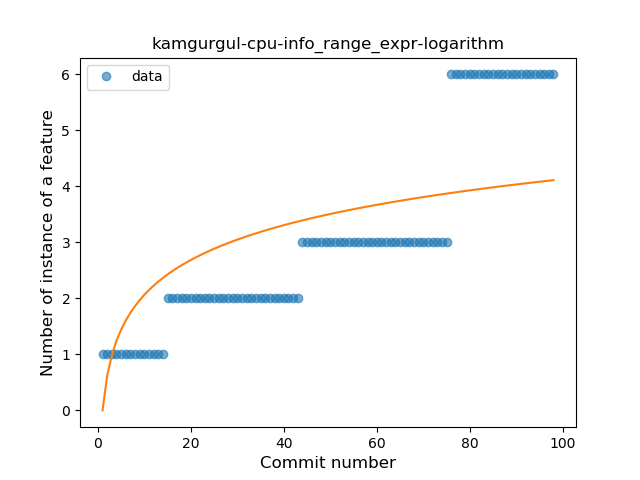 kamgurgul-cpu-info_range_expr-logarithm
data
Number of instance of a feature
6
5
4
3
2
1
0
0 20 40 60 80 100
Commit number